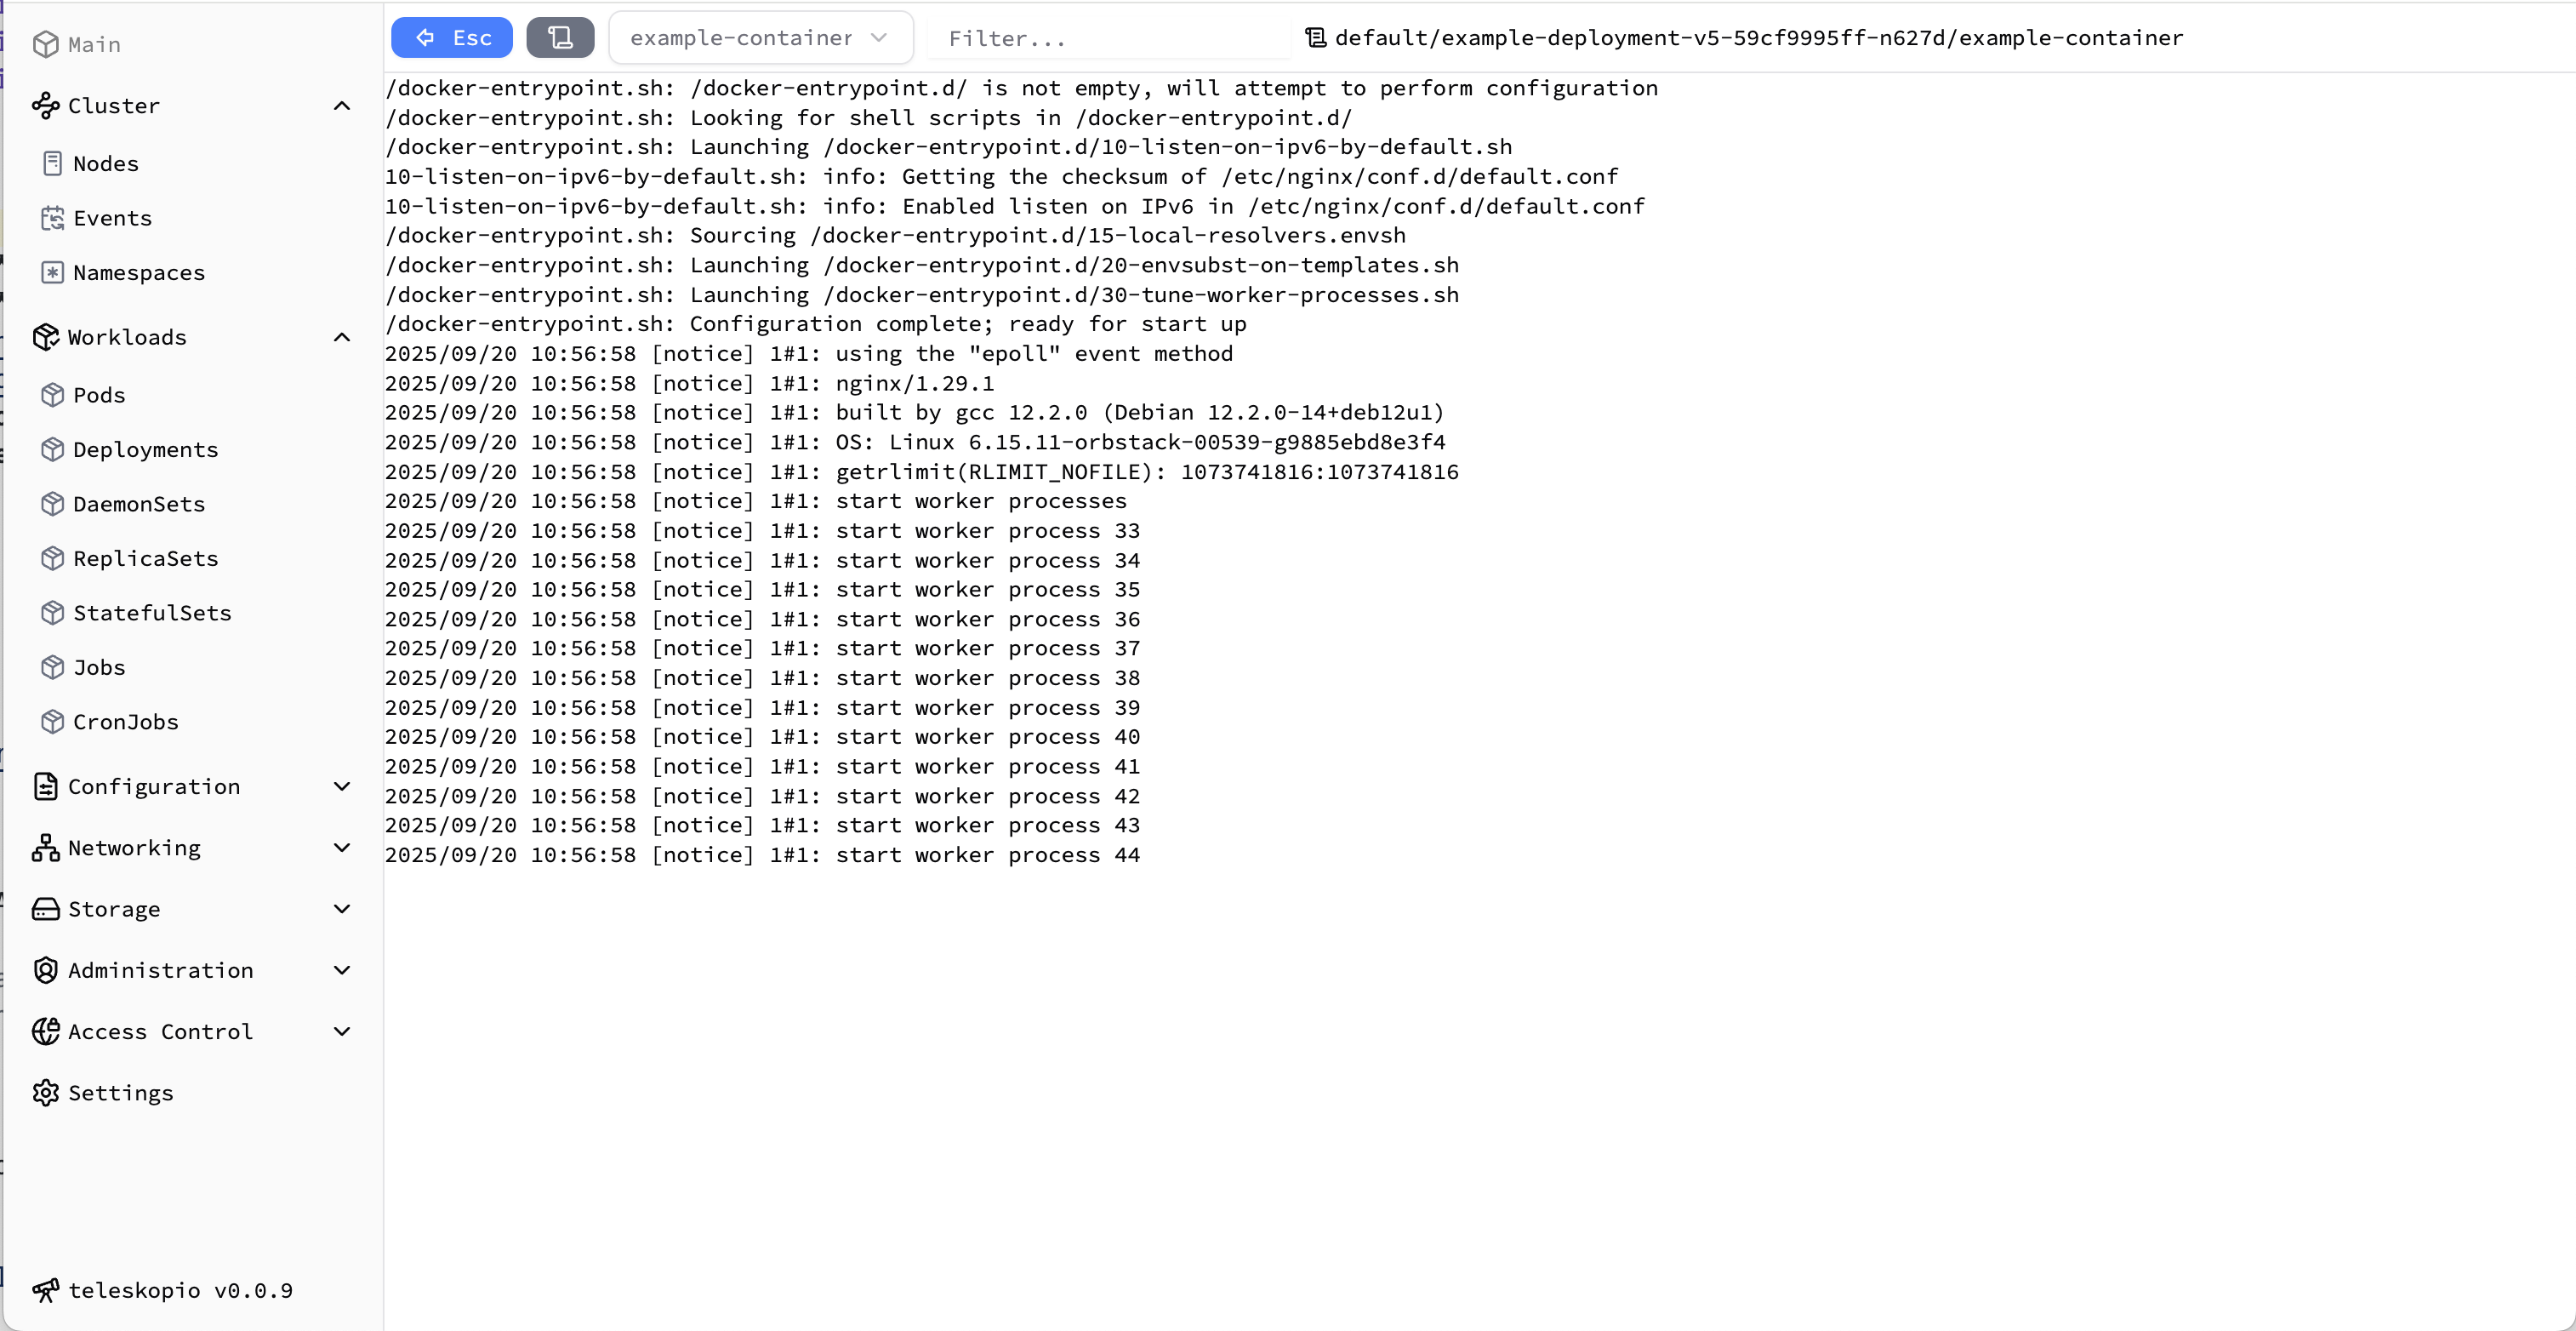 Main
Cluster
Nodes
Events
Namespaces
Workloads
Pods
Deployments
DaemonSets
ReplicaSets
StatefulSets
Jobs
CronJobs
Configuration
Networking
Storage
Administration
Access Control
Settings
teleskopio v0.0.9
Esc
example-container
Filter...
default/example-deployment-v5-59cf9995ff-n627d/example-container
/docker-entrypoint.sh: /docker-entrypoint.d/ is not empty, will attempt to perform configuration
/docker-entrypoint.sh: Looking for shell scripts in /docker-entrypoint.d/
/docker-entrypoint.sh: Launching /docker-entrypoint.d/10-listen-on-ipv6-by-default.sh
10-listen-on-ipv6-by-default.sh: info: Getting the checksum of /etc/nginx/conf.d/default.conf
10-listen-on-ipv6-by-default.sh: info: Enabled listen on IPv6 in /etc/nginx/conf.d/default.conf
/docker-entrypoint.sh: Sourcing /docker-entrypoint.d/15-local-resolvers.envsh
/docker-entrypoint.sh: Launching /docker-entrypoint.d/20-envsubst-on-templates.sh
/docker-entrypoint.sh: Launching /docker-entrypoint.d/30-tune-worker-processes.sh
/docker-entrypoint.sh: Configuration complete; ready for start up
2025/09/20 10:56:58 [notice] 1#1: using the "epoll" event method
2025/09/20 10:56:58 [notice] 1#1: nginx/1.29.1
2025/09/20 10:56:58 [notice] 1#1: built by gcc 12.2.0 (Debian 12.2.0-14+deb12u1)
2025/09/20 10:56:58 [notice] 1#1: OS: Linux 6.15.11-orbstack-00539-g9885ebd8e3f4
2025/09/20 10:56:58 [notice] 1#1: getrlimit(RLIMIT_NOFILE): 1073741816:1073741816
2025/09/20 10:56:58 [notice] 1#1: start worker processes
2025/09/20 10:56:58 [notice] 1#1: start worker process 33
2025/09/20 10:56:58 [notice] 1#1: start worker process 34
2025/09/20 10:56:58 [notice] 1#1: start worker process 35
2025/09/20 10:56:58 [notice] 1#1: start worker process 36
2025/09/20 10:56:58 [notice] 1#1: start worker process 37
2025/09/20 10:56:58 [notice] 1#1: start worker process 38
2025/09/20 10:56:58 [notice] 1#1: start worker process 39
2025/09/20 10:56:58 [notice] 1#1: start worker process 40
2025/09/20 10:56:58 [notice] 1#1: start worker process 41
2025/09/20 10:56:58 [notice] 1#1: start worker process 42
2025/09/20 10:56:58 [notice] 1#1: start worker process 43
2025/09/20 10:56:58 [notice] 1#1: start worker process 44